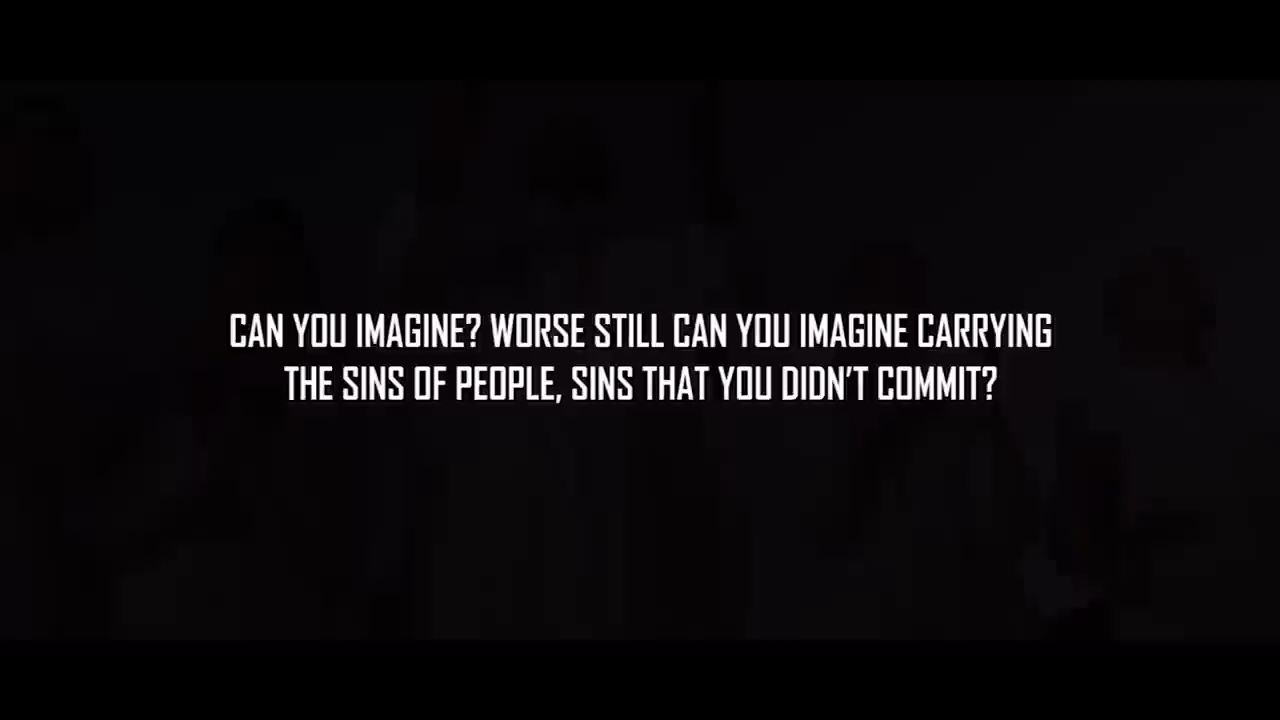 CAN YOU IMAGINE? WORSE STILL CAN YOU IMAGINE CARRYING
THE SINS OF PEOPLE, SINS THAT YOU DIDN’T COMMIT?